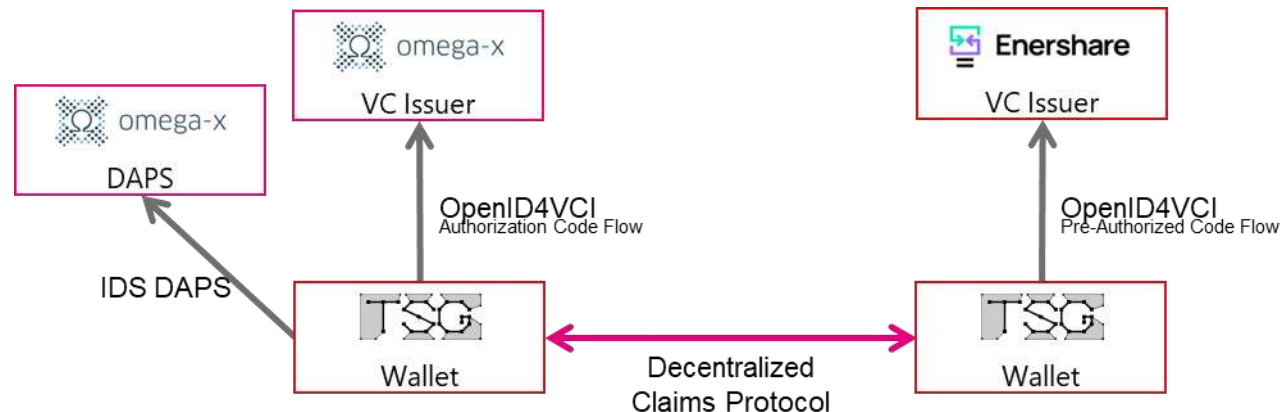 omega-x
VC Issuer
Enershare
VC Issuer
omega-x
DAPS
OpenID4VCI
Authorization Code Flow
OpenID4VCI
Pre-Authorized Code Flow
IDS DAPS
TSG
Wallet
Decentralized
Claims Protocol
TSG
Wallet